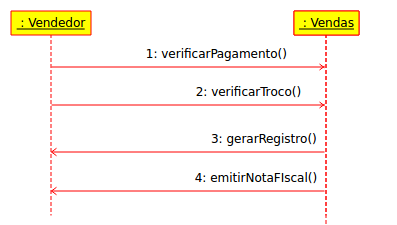 : Vendedor
: Vendas
1: verificarPagamento()
2: verificarTroco()
3: gerarRegistro()
4: emitirNotaFIscal()